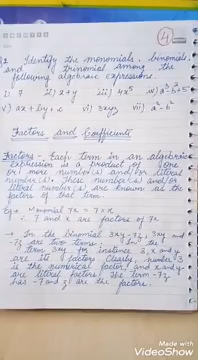 4
Q Identify the monomials, binomials,
and trinomial among the
following algebraic expressions.
i) 7 ii) x+y iii) 4x⁵ iv) a²-b²+5
v) ax + by + c vi) 3xyz vii) a²-b²
Factors and Coefficients
Factors: Each term in an algebraic
expression is a product of one
or more number(s) and/or literal
number(s). These number(s) and/or
literal number(s) are known as the
factors of that term.
Eg → Monomial 7x = 7 × x
∴ 7 and x are factors of 7x
→ In the binomial 3xy - 7z, 3xy and
-7z are two terms. In the
term 3xy for instance 3, x and y
are its factors. Clearly, number 3
is the numerical factor and x and y
are literal factors. The term -7z
has -7 and z are the factors.
Made with
VideoShow